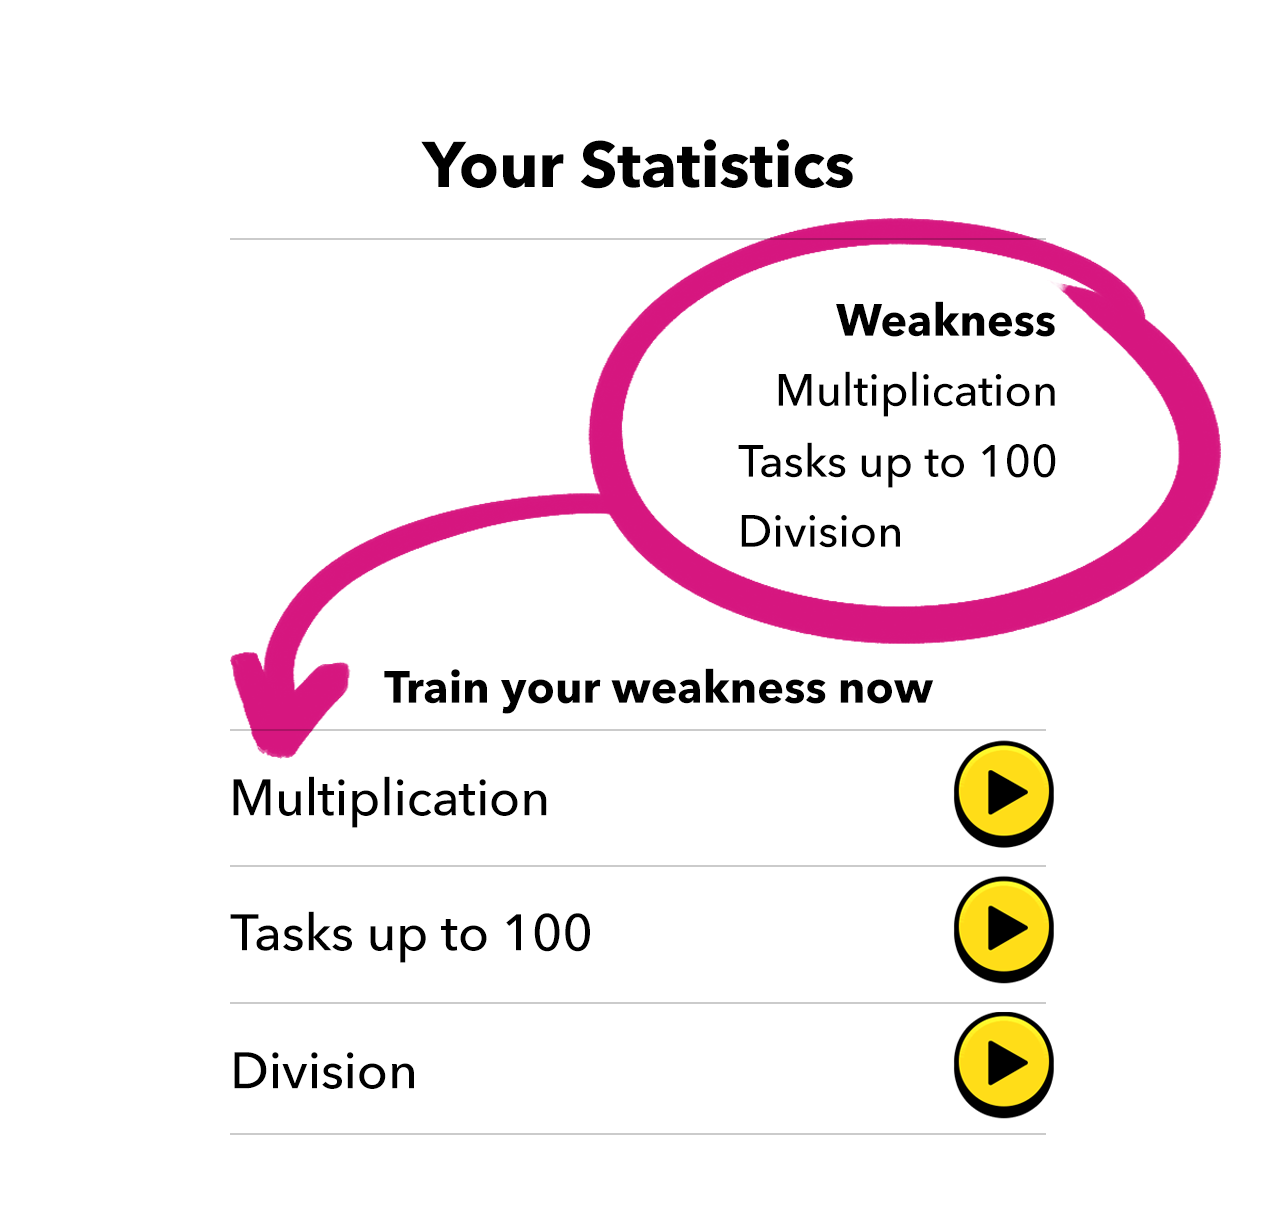 Your Statistics
Weakness
Multiplication
Tasks up to 100
Division
Train your weakness now
Multiplication
Tasks up to 100
Division